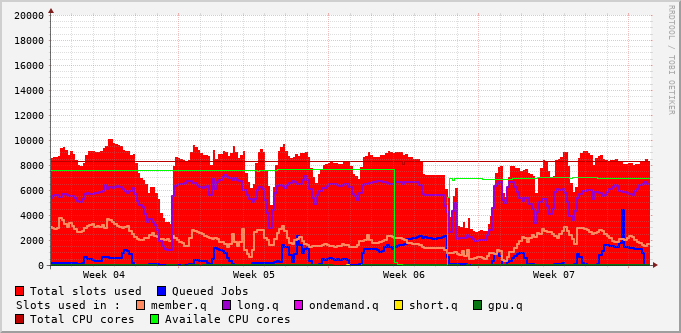 20000
18000
16000
14000
12000
10000
8000
6000
4000
2000
0
Week 04 Week 05 Week 06 Week 07
RRDTOOL / TOBI OETIKER
Total slots used Queued Jobs
Slots used in : member.q long.q ondemand.q short.q gpu.q
Total CPU cores Availale CPU cores